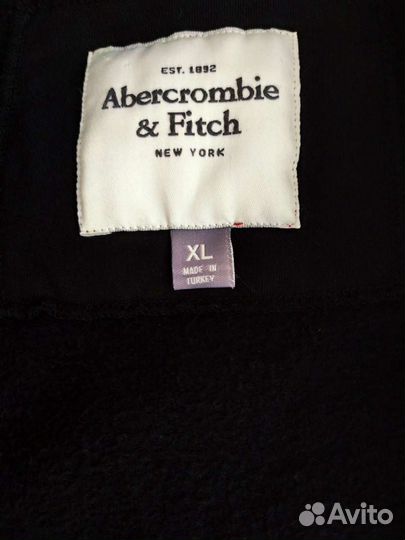 EST. 1892
Abercrombie
& Fitch
NEW YORK
XL
MADE IN
TURKEY
Avito